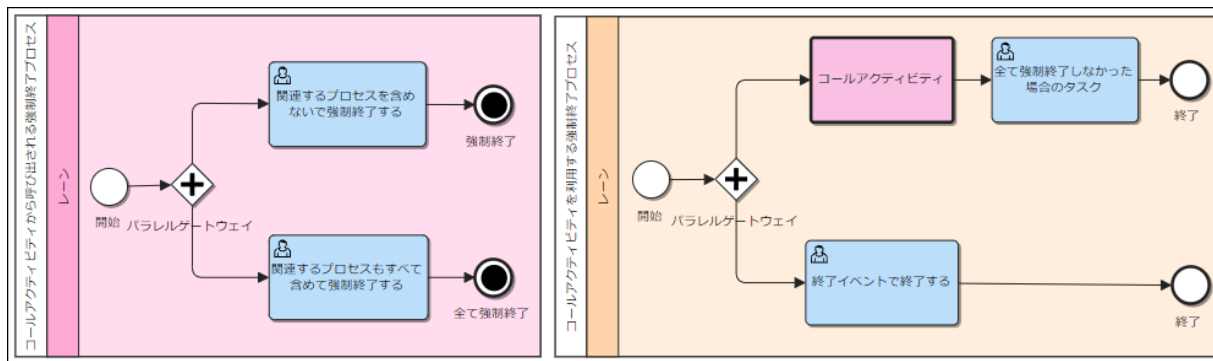 コールアクティビティから呼び出される強制終了プロセス
レーン
開始
パラレルゲートウェイ
関連するプロセスを含め
ないで強制終了する
強制終了
関連するプロセスもすべて
含めて強制終了する
全て強制終了
コールアクティビティを利用する強制終了プロセス
レーン
開始
パラレルゲートウェイ
コールアクティビティ
全て強制終了しなかった
場合のタスク
終了
終了イベントで終了する
終了